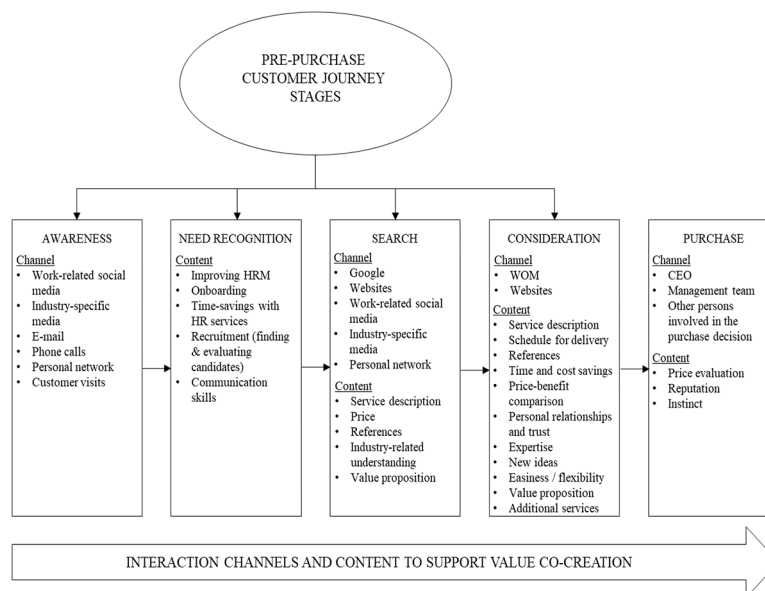 PRE-PURCHASE
CUSTOMER JOURNEY
STAGES
AWARENESS
Channel
• Work-related social
media
• Industry-specific
media
• E-mail
• Phone calls
• Personal network
• Customer visits
NEED RECOGNITION
Content
• Improving HRM
• Onboarding
• Time-savings with
HR services
• Recruitment (finding
& evaluating
candidates)
• Communication
skills
SEARCH
Channel
• Google
• Websites
• Work-related social
media
• Industry-specific
media
• Personal network
Content
• Service description
• Price
• References
• Industry-related
understanding
• Value proposition
CONSIDERATION
Channel
• WOM
• Websites
Content
• Service description
• Schedule for delivery
• References
• Time and cost savings
• Price-benefit
comparison
• Personal relationships
and trust
• Expertise
• New ideas
• Easiness / flexibility
• Value proposition
• Additional services
PURCHASE
Channel
• CEO
• Management team
• Other persons
involved in the
purchase decision
Content
• Price evaluation
• Reputation
• Instinct
INTERACTION CHANNELS AND CONTENT TO SUPPORT VALUE CO-CREATION